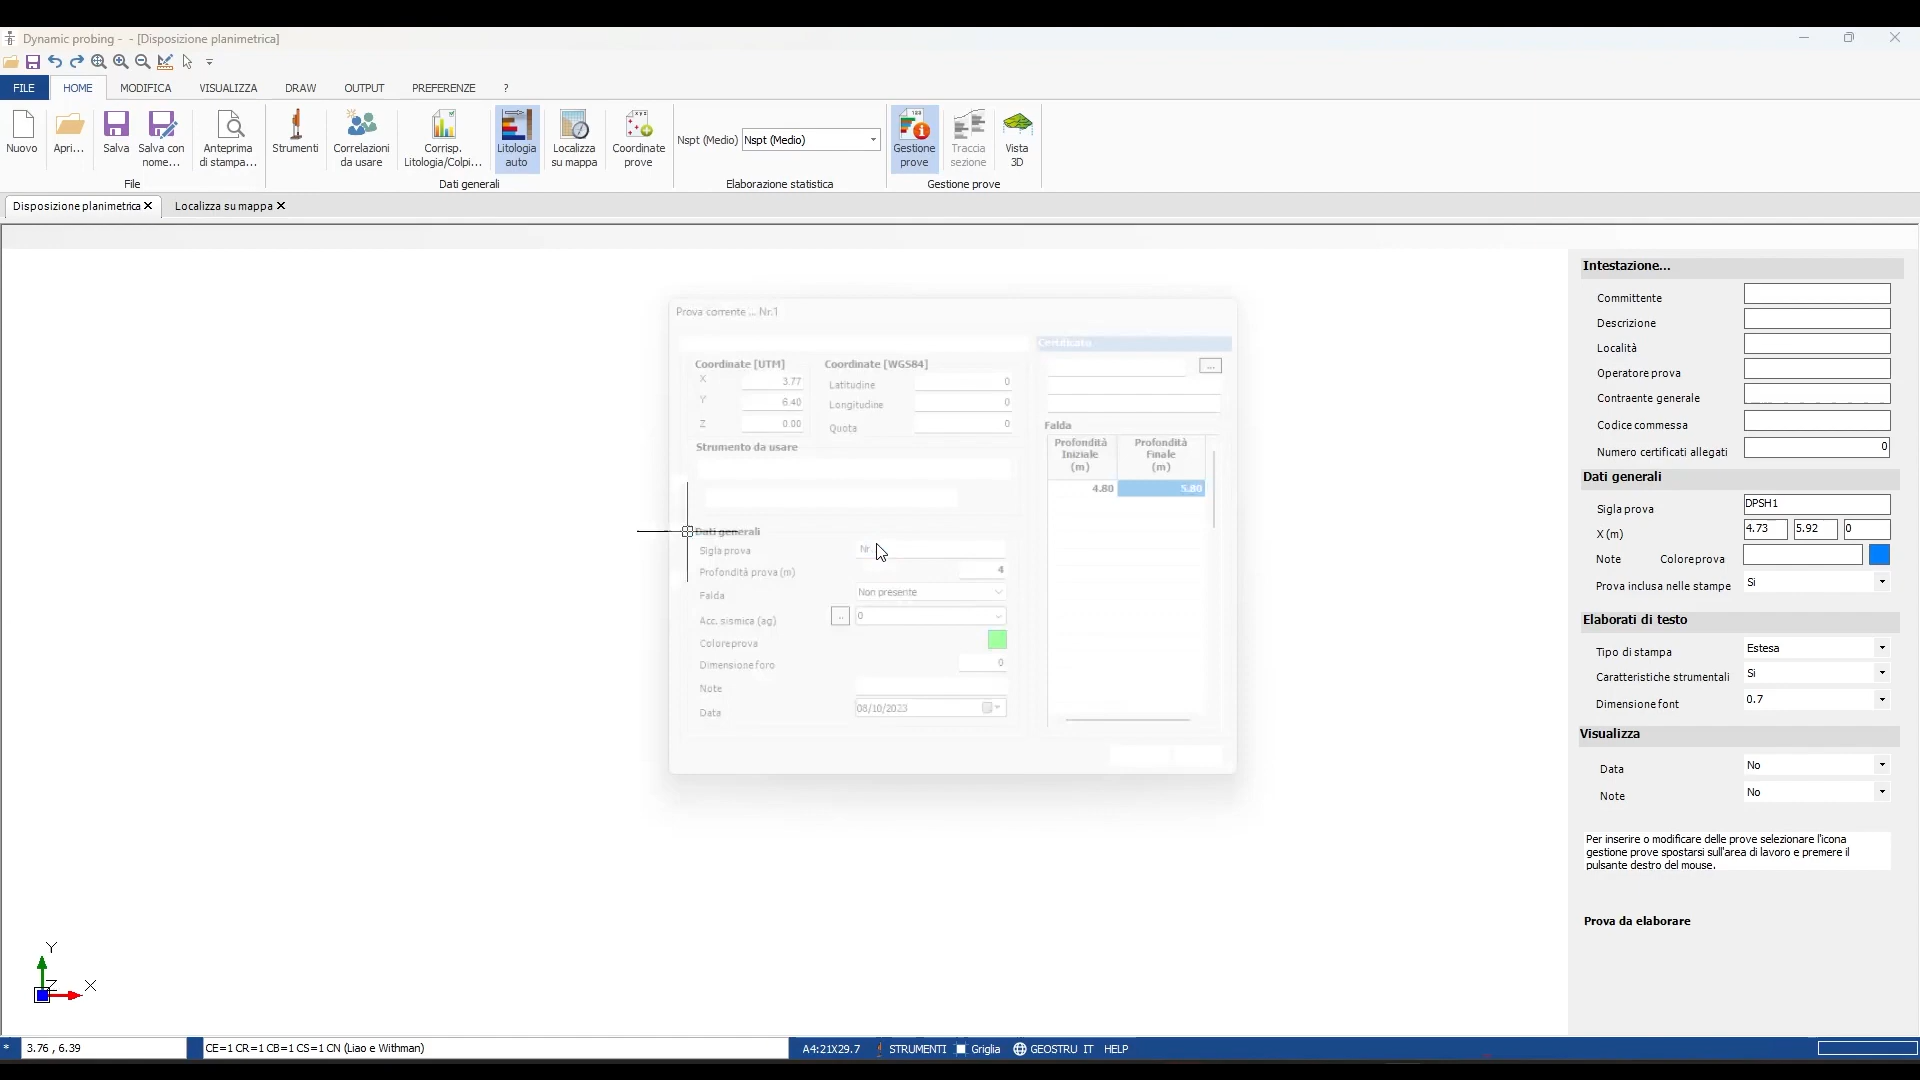 Dynamic probing - - [Disposizione planimetrica]
FILE HOME MODIFICA VISUALIZZA DRAW OUTPUT PREFERENZE ?
Nuovo Apri... Salva Salva con nome... Anteprima di stampa... Strumenti Correlazioni da usare Corrisp. Litologia/Colpi... Litologia auto Localizza su mappa Coordinate prove Nspt (Medio) Nspt (Medio) Gestione prove Traccia sezione Vista 3D
File Dati generali Elaborazione statistica Gestione prove
Disposizione planimetrica Localizza su mappa
Prova corrente ... Nr.1
Certificato
Coordinate [UTM] Coordinate [WGS84]
X 3.77 Latitudine 0 ...
Y 6.40 Longitudine 0
Z 0.00 Quota 0
Falda
Strumento da usare
Profondità Iniziale (m) Profondità Finale (m)
4.80 5.80
Dati generali
Sigla prova Nr.
Profondità prova (m) 4
Falda Non presente
Acc. sismica (ag) .. 0
Colore prova
Dimensione foro 0
Note
Data 08/10/2023
Intestazione...
Committente
Descrizione
Località
Operatore prova
Contraente generale
Codice commessa
Numero certificati allegati 0
Dati generali
Sigla prova DPSH1
X (m) 4.73 5.92 0
Note Colore prova
Prova inclusa nelle stampe Si
Elaborati di testo
Tipo di stampa Estesa
Caratteristiche strumentali Si
Dimensione font 0.7
Visualizza
Data No
Note No
Per inserire o modificare delle prove selezionare l'icona
gestione prove spostarsi sull'area di lavoro e premere il
pulsante destro del mouse.
Prova da elaborare
Y
Z X
* 3.76 , 6.39 CE=1 CR=1 CB=1 CS=1 CN (Liao e Withman) A4:21X29.7 STRUMENTI Griglia GEOSTRU IT HELP